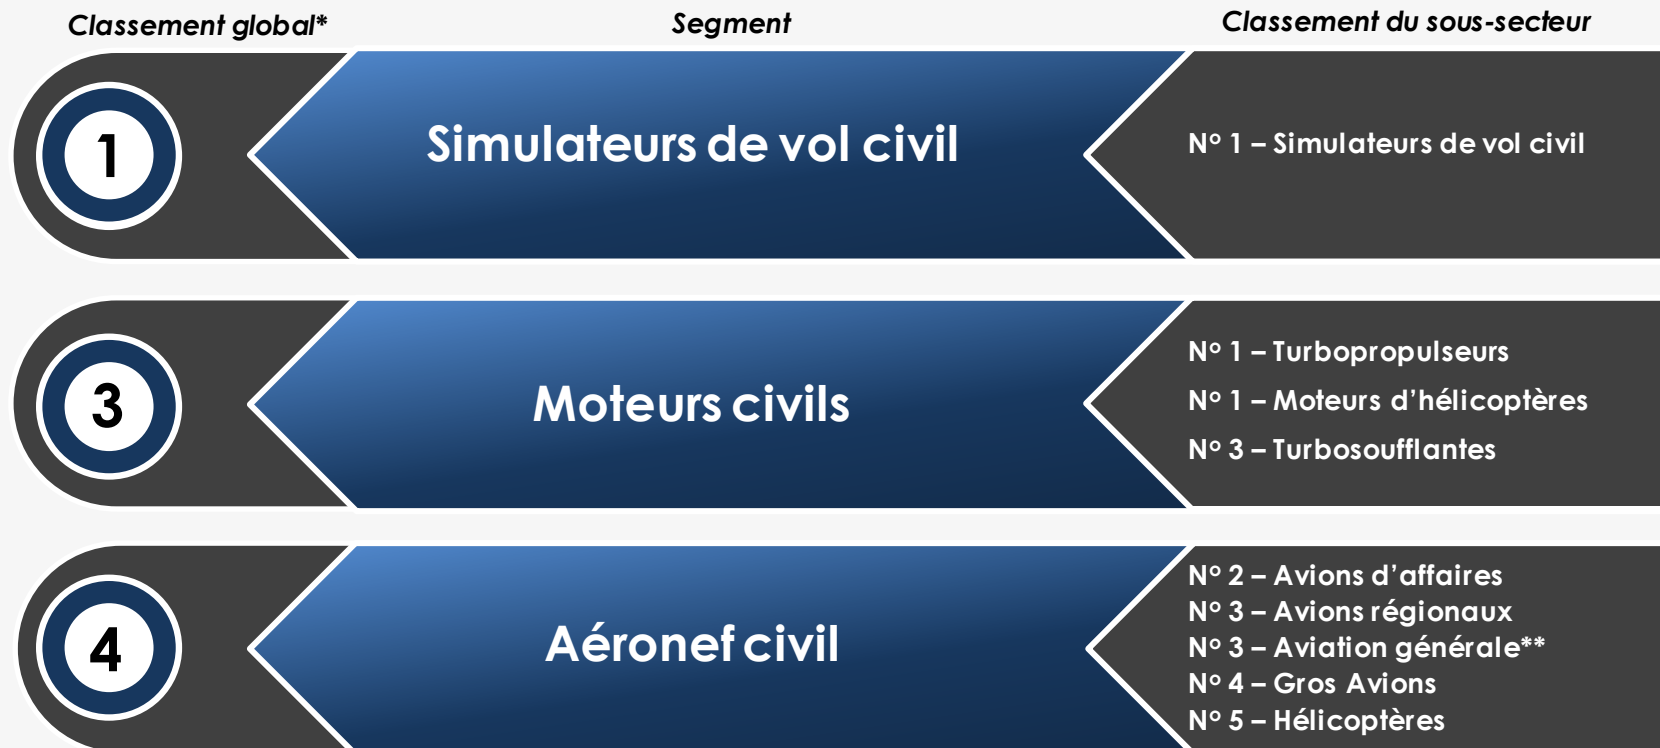 Classement global*
Segment
Classement du sous-secteur
1
Simulateurs de vol civil
Nº 1 – Simulateurs de vol civil
3
Moteurs civils
Nº 1 – Turbopropulseurs
Nº 1 – Moteurs d’hélicoptères
Nº 3 – Turbosoufflantes
4
Aéronef civil
Nº 2 – Avions d’affaires
Nº 3 – Avions régionaux
Nº 3 – Aviation générale**
Nº 4 – Gros Avions
Nº 5 – Hélicoptères